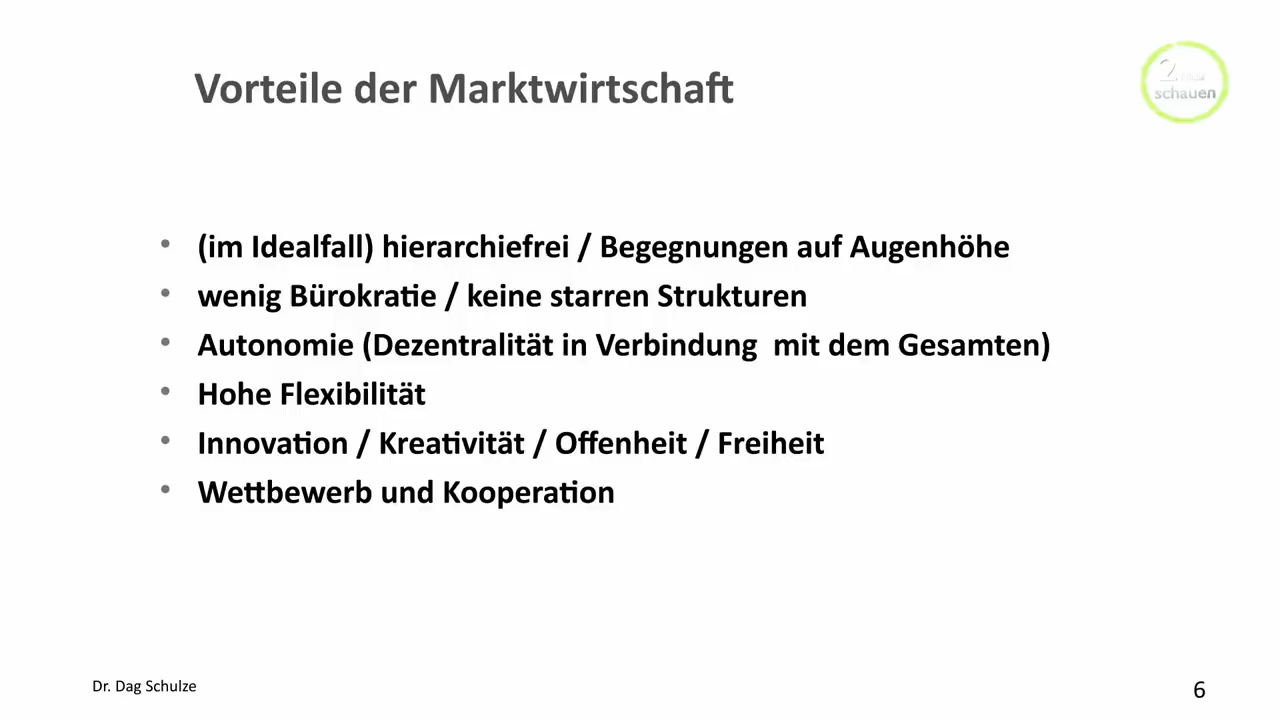 Vorteile der Marktwirtschaft
2.
schauen
• (im Idealfall) hierarchiefrei / Begegnungen auf Augenhöhe
• wenig Bürokratie / keine starren Strukturen
• Autonomie (Dezentralität in Verbindung mit dem Gesamten)
• Hohe Flexibilität
• Innovation / Kreativität / Offenheit / Freiheit
• Wettbewerb und Kooperation
Dr. Dag Schulze
6